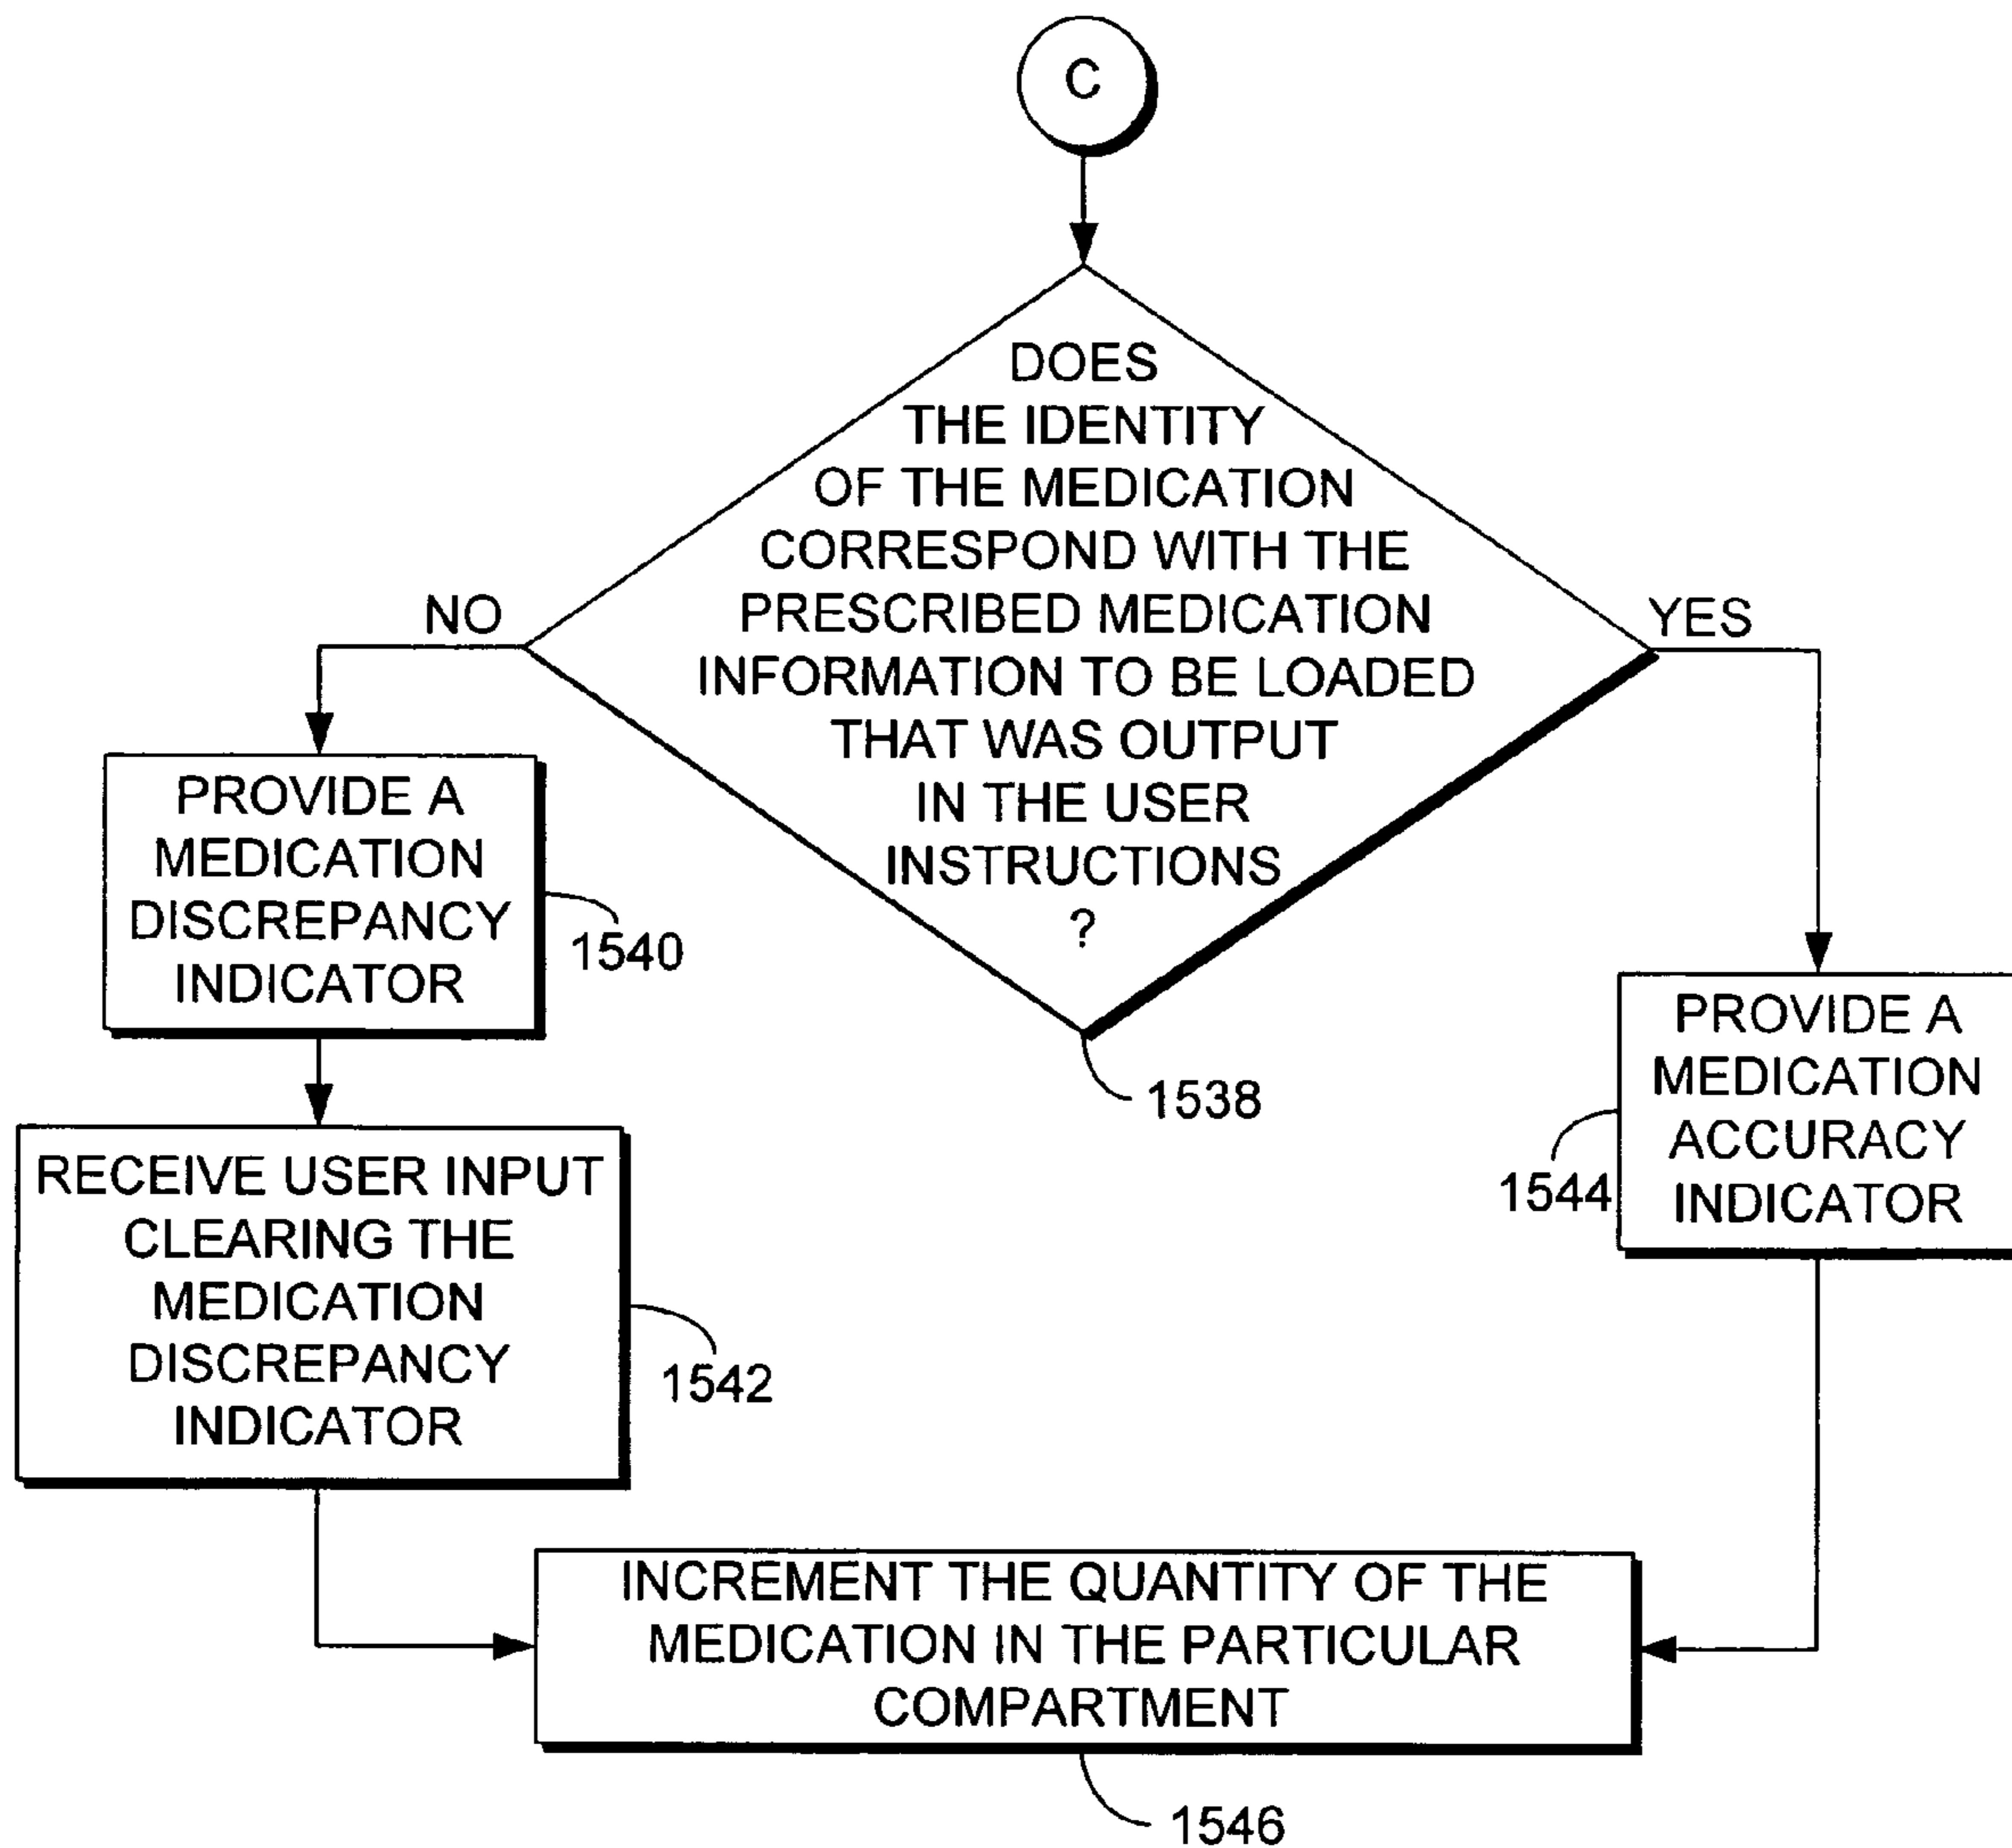 C
DOES
THE IDENTITY
OF THE MEDICATION
CORRESPOND WITH THE
PRESCRIBED MEDICATION
INFORMATION TO BE LOADED
THAT WAS OUTPUT
IN THE USER
INSTRUCTIONS
?
1538
NO
YES
PROVIDE A
MEDICATION
DISCREPANCY
INDICATOR
1540
RECEIVE USER INPUT
CLEARING THE
MEDICATION
DISCREPANCY
INDICATOR
1542
PROVIDE A
MEDICATION
ACCURACY
INDICATOR
1544
INCREMENT THE QUANTITY OF THE
MEDICATION IN THE PARTICULAR
COMPARTMENT
1546